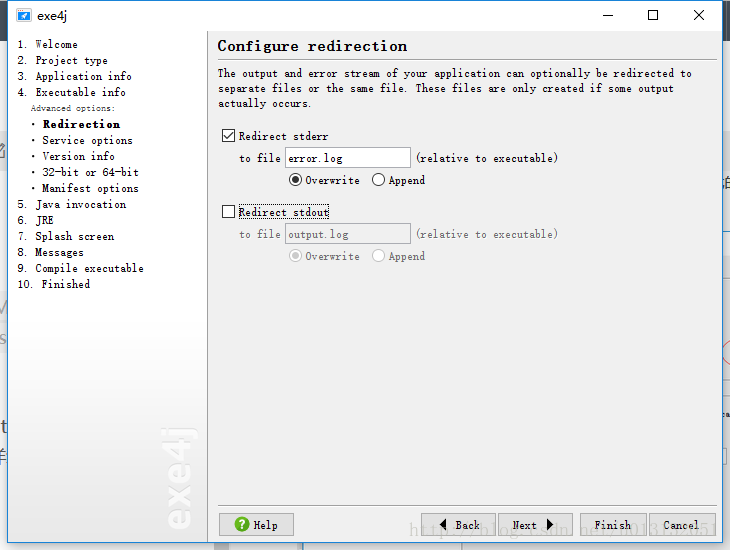 exe4j
1. Welcome
2. Project type
3. Application info
4. Executable info
Advanced options:
• Redirection
• Service options
• Version info
• 32-bit or 64-bit
• Manifest options
5. Java invocation
6. JRE
7. Splash screen
8. Messages
9. Compile executable
10. Finished
exe4j
Configure redirection
The output and error stream of your application can optionally be redirected to
separate files or the same file. These files are only created if some output
actually occurs.
Redirect stderr
to file error.log (relative to executable)
Overwrite Append
Redirect stdout
to file output.log (relative to executable)
Overwrite Append
Help Back Next Finish Cancel